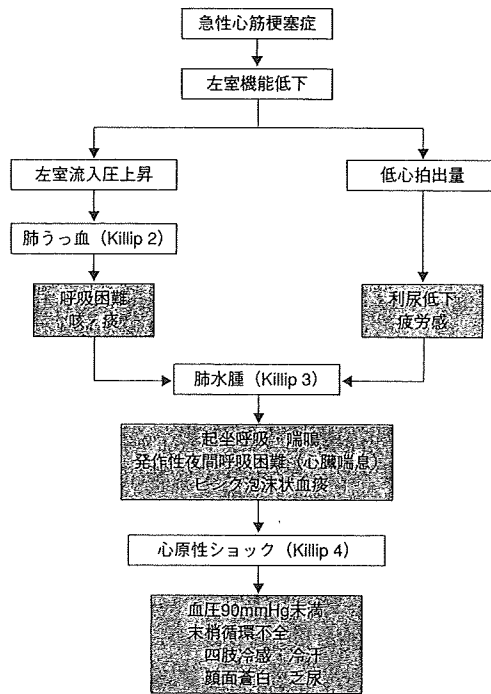 急性心筋梗塞症
左室機能低下
左室流入圧上昇
低心拍出量
肺うっ血（Killip 2）
呼吸困難
咳，痰
利尿低下
疲労感
肺水腫（Killip 3）
起坐呼吸・喘鳴
発作性夜間呼吸困難（心臓喘息）
ピンク泡沫状血痰
心原性ショック（Killip 4）
血圧90mmHg未満
末梢循環不全
四肢冷感・冷汗
顔面蒼白・乏尿